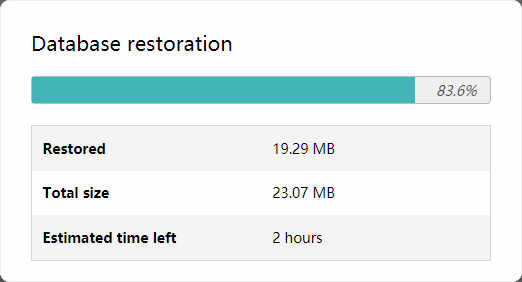 Database restoration
83.6%
Restored 19.29 MB
Total size 23.07 MB
Estimated time left 2 hours